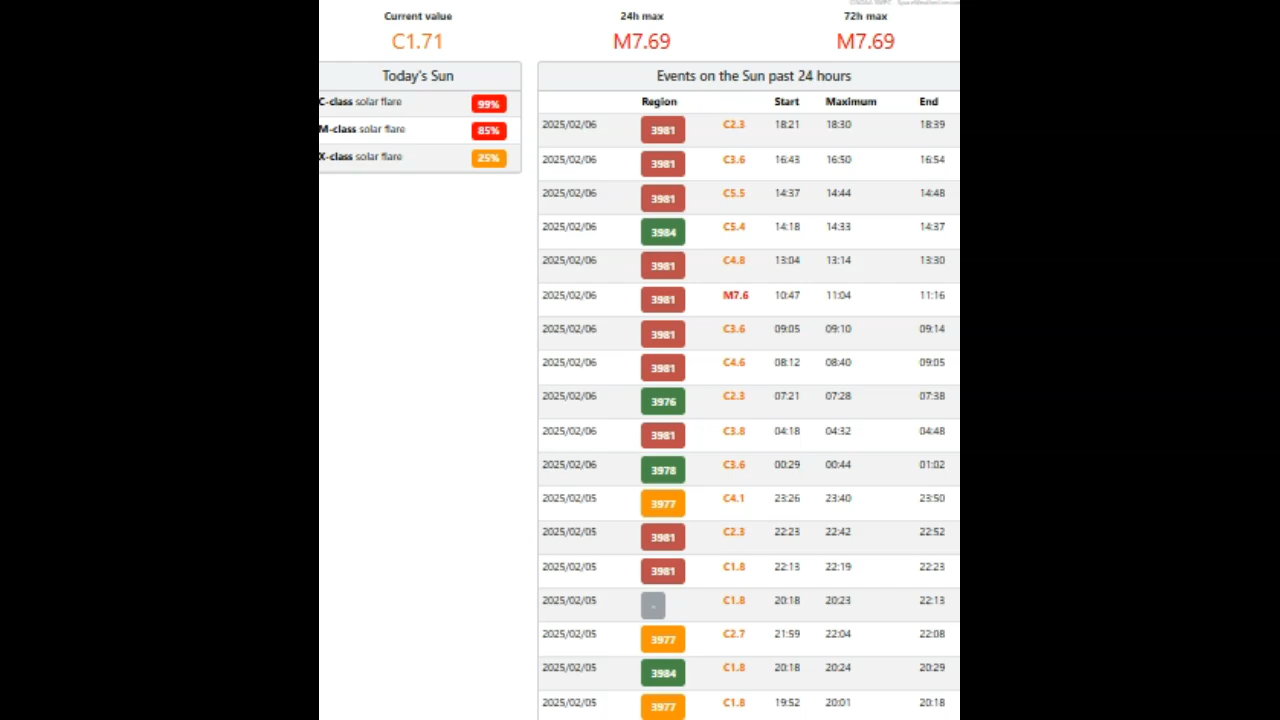 Current value 24h max 72h max
C1.71 M7.69 M7.69
Today's Sun
C-class solar flare 99%
M-class solar flare 85%
X-class solar flare 25%
Events on the Sun past 24 hours
Region Start Maximum End
2025/02/06 3981 C2.3 18:21 18:30 18:39
2025/02/06 3981 C3.6 16:43 16:50 16:54
2025/02/06 3981 C5.5 14:37 14:44 14:48
2025/02/06 3984 C5.4 14:18 14:33 14:37
2025/02/06 3981 C4.8 13:04 13:14 13:30
2025/02/06 3981 M7.6 10:47 11:04 11:16
2025/02/06 3981 C3.6 09:05 09:10 09:14
2025/02/06 3981 C4.6 08:12 08:40 09:05
2025/02/06 3976 C2.3 07:21 07:28 07:38
2025/02/06 3981 C3.8 04:18 04:32 04:48
2025/02/06 3978 C3.6 00:29 00:44 01:02
2025/02/05 3977 C4.1 23:26 23:40 23:50
2025/02/05 3981 C2.3 22:23 22:42 22:52
2025/02/05 3981 C1.8 22:13 22:19 22:23
2025/02/05 - C1.8 20:18 20:23 22:13
2025/02/05 3977 C2.7 21:59 22:04 22:08
2025/02/05 3984 C1.8 20:18 20:24 20:29
2025/02/05 3977 C1.8 19:52 20:01 20:18